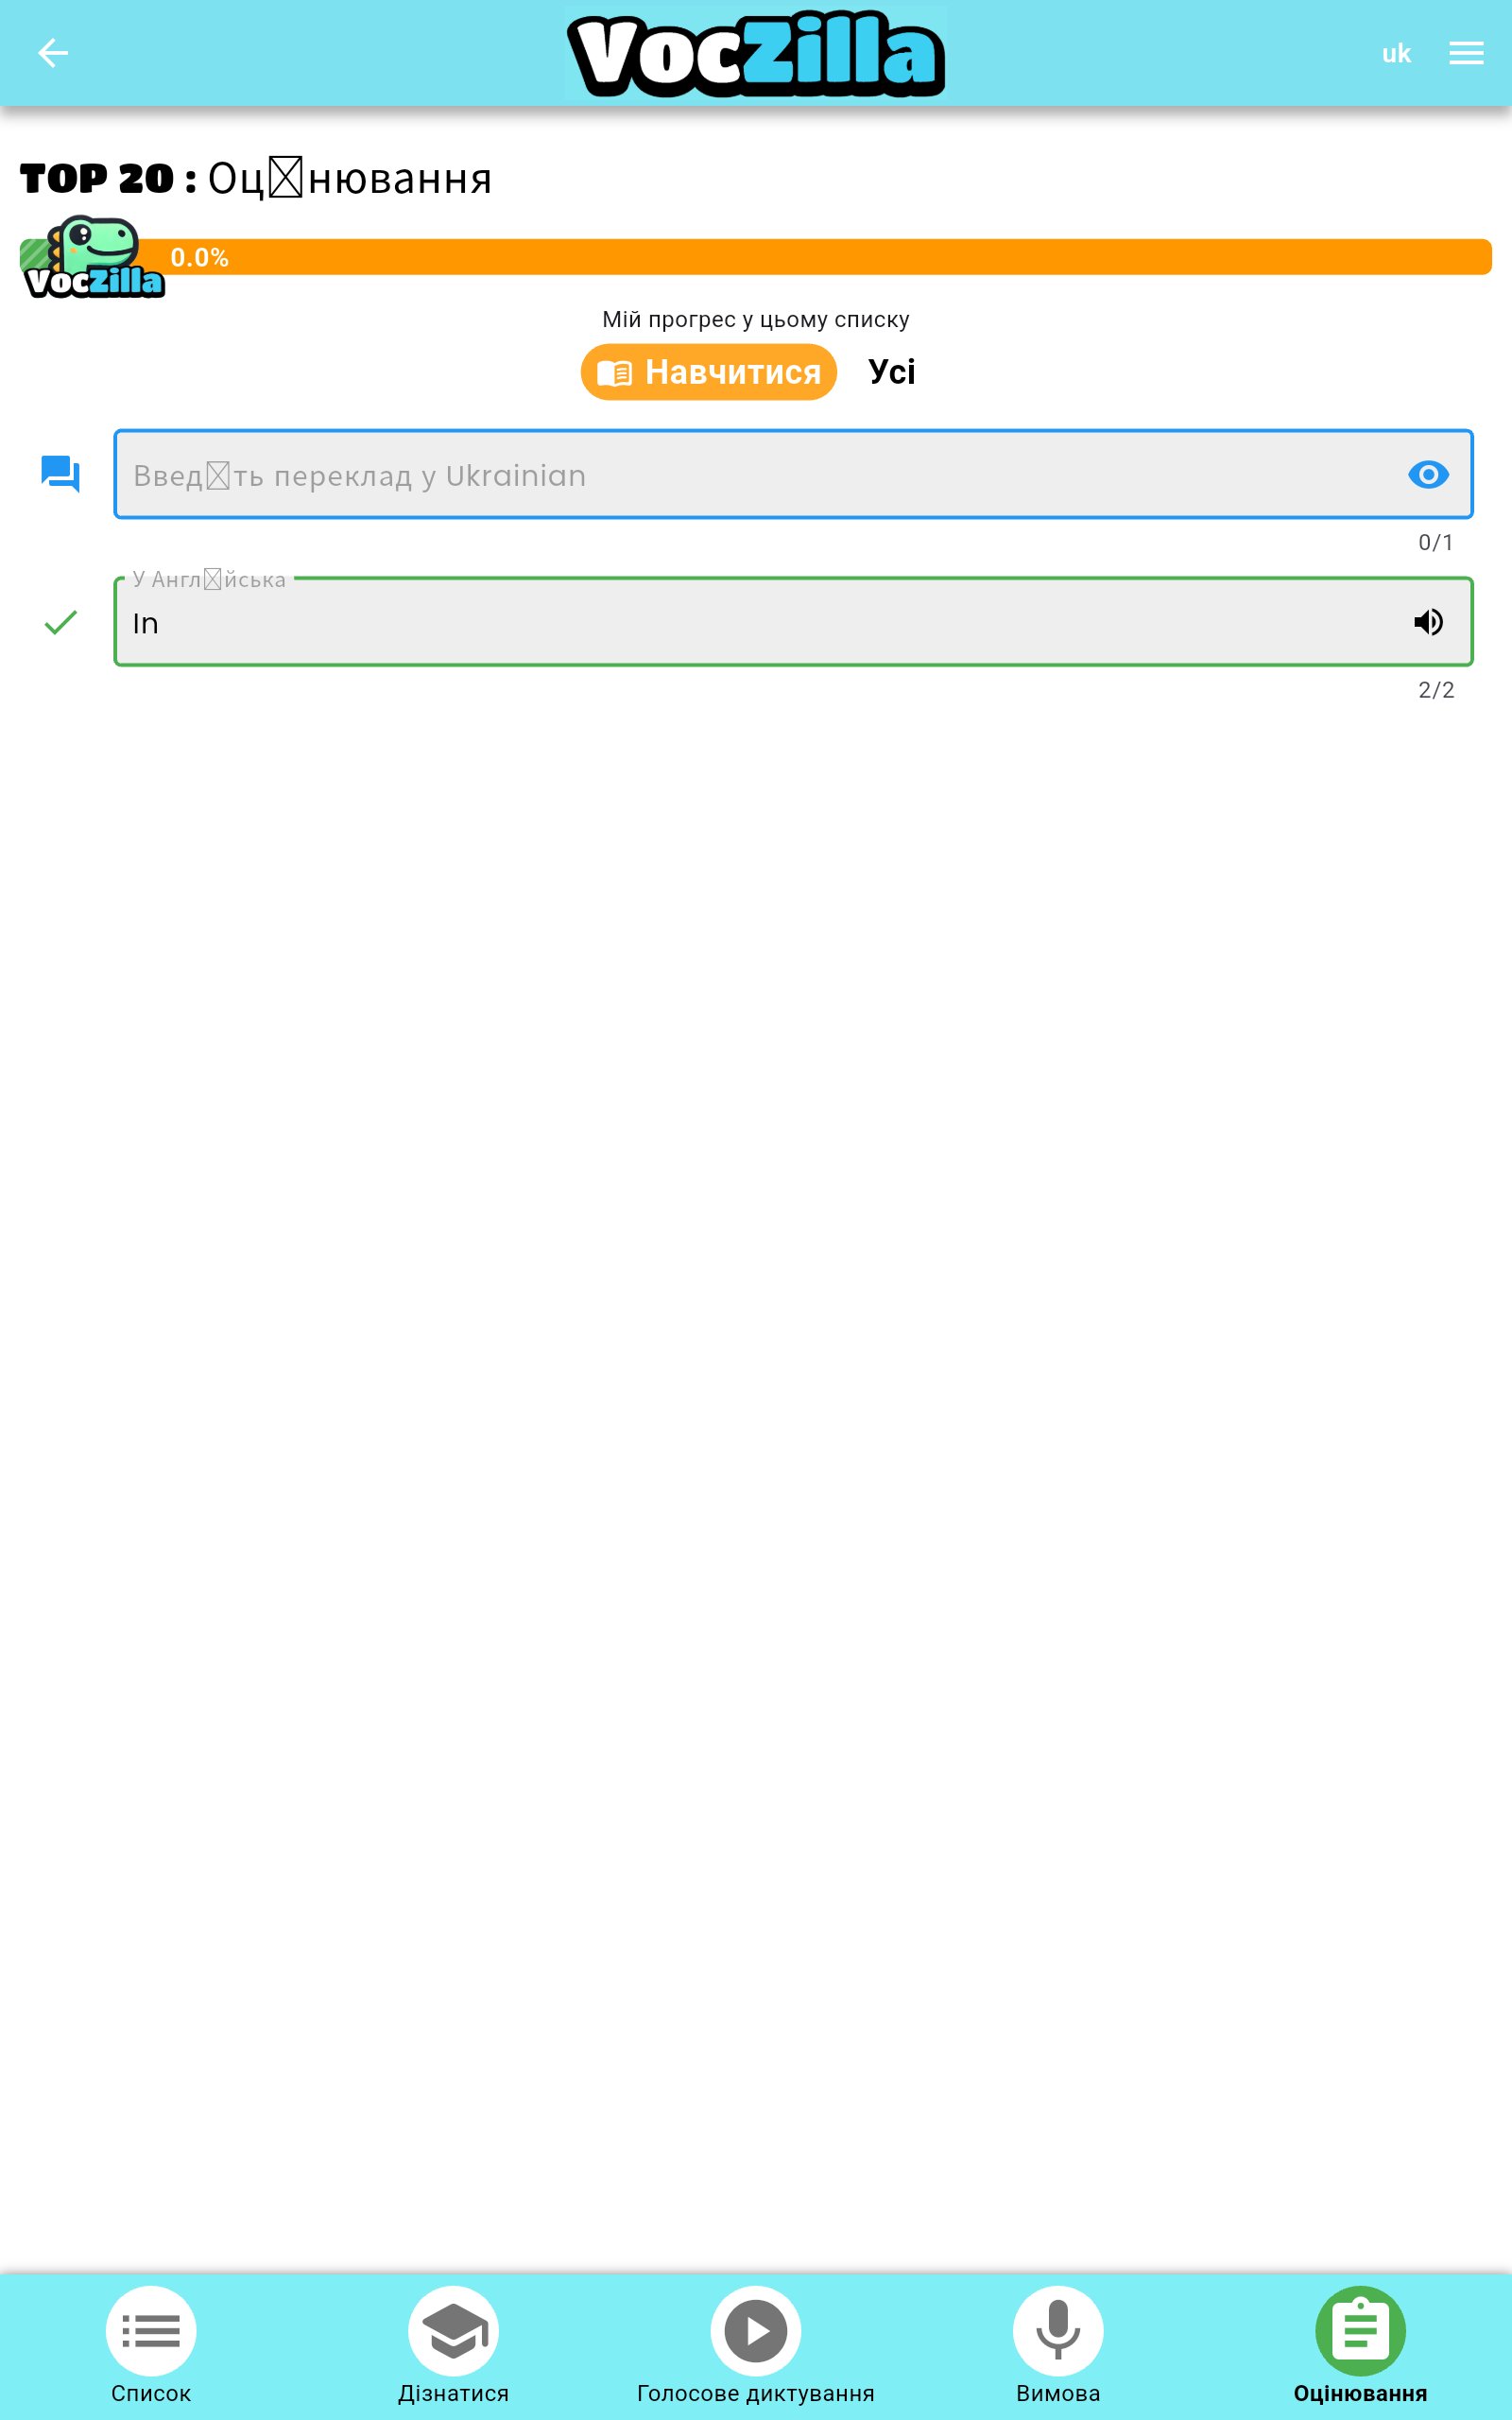 VocZilla
uk
TOP 20 : Оц☒нювання
0.0%
VocZilla
Мій прогрес у цьому списку
Навчитися Усі
Введ☒ть переклад у Ukrainian
0/1
У Англ☒йська
In
2/2
Список Дізнатися Голосове диктування Вимова Оцінювання